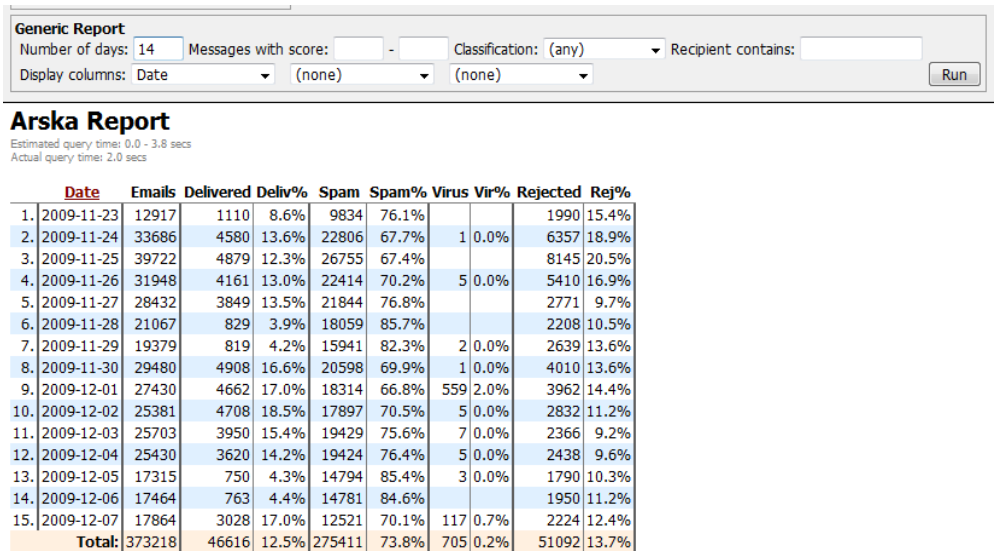 Generic Report
Number of days: 14 Messages with score: - Classification: (any) Recipient contains:
Display columns: Date (none) (none) Run
Arska Report
Estimated query time: 0.0 - 3.8 secs
Actual query time: 2.0 secs
Date Emails Delivered Deliv% Spam Spam% Virus Vir% Rejected Rej%
1. 2009-11-23 12917 1110 8.6% 9834 76.1% 1990 15.4%
2. 2009-11-24 33686 4580 13.6% 22806 67.7% 1 0.0% 6357 18.9%
3. 2009-11-25 39722 4879 12.3% 26755 67.4% 8145 20.5%
4. 2009-11-26 31948 4161 13.0% 22414 70.2% 5 0.0% 5410 16.9%
5. 2009-11-27 28432 3849 13.5% 21844 76.8% 2771 9.7%
6. 2009-11-28 21067 829 3.9% 18059 85.7% 2208 10.5%
7. 2009-11-29 19379 819 4.2% 15941 82.3% 2 0.0% 2639 13.6%
8. 2009-11-30 29480 4908 16.6% 20598 69.9% 1 0.0% 4010 13.6%
9. 2009-12-01 27430 4662 17.0% 18314 66.8% 559 2.0% 3962 14.4%
10. 2009-12-02 25381 4708 18.5% 17897 70.5% 5 0.0% 2832 11.2%
11. 2009-12-03 25703 3950 15.4% 19429 75.6% 7 0.0% 2366 9.2%
12. 2009-12-04 25430 3620 14.2% 19424 76.4% 5 0.0% 2438 9.6%
13. 2009-12-05 17315 750 4.3% 14794 85.4% 3 0.0% 1790 10.3%
14. 2009-12-06 17464 763 4.4% 14781 84.6% 1950 11.2%
15. 2009-12-07 17864 3028 17.0% 12521 70.1% 117 0.7% 2224 12.4%
Total: 373218 46616 12.5% 275411 73.8% 705 0.2% 51092 13.7%